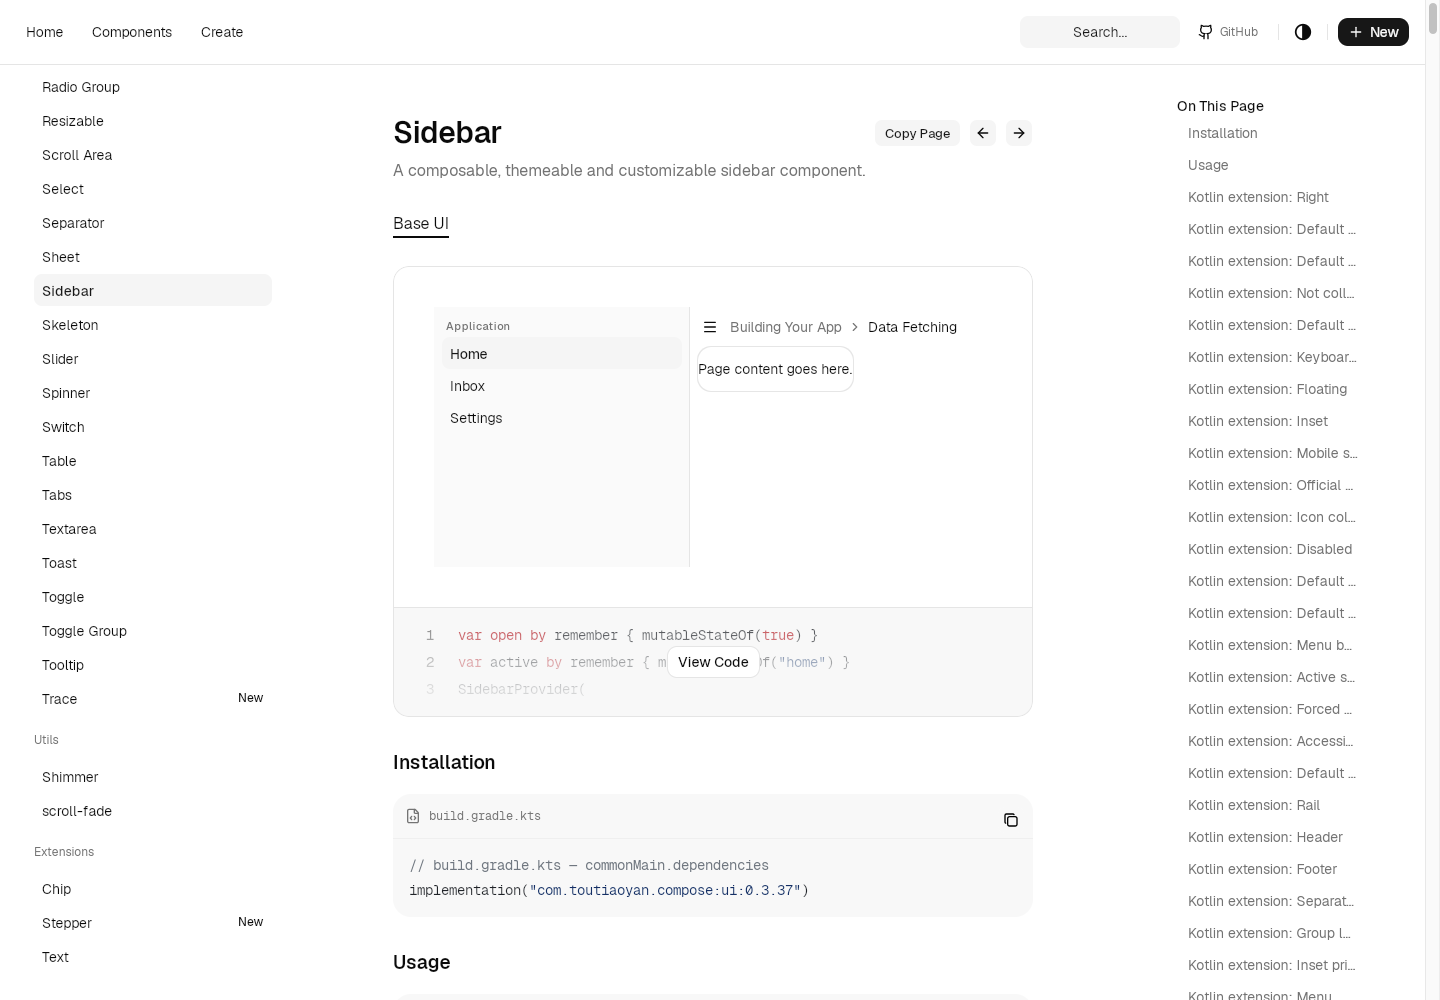 Home
Components
Create
Search...
GitHub
New
Radio Group
Resizable
Scroll Area
Select
Separator
Sheet
Sidebar
Skeleton
Slider
Spinner
Switch
Table
Tabs
Textarea
Toast
Toggle
Toggle Group
Tooltip
Trace New
Utils
Shimmer
scroll-fade
Extensions
Chip
Stepper New
Text
Sidebar
Copy Page
A composable, themeable and customizable sidebar component.
Base UI
Application
Home
Inbox
Settings
Building Your App > Data Fetching
Page content goes here.
1 var open by remember { mutableStateOf(true) }
2 var active by remember { m
View Code
Of("home") }
3 SidebarProvider(
Installation
build.gradle.kts
// build.gradle.kts — commonMain.dependencies
implementation("com.toutiaoyan.compose:ui:0.3.37")
Usage
On This Page
Installation
Usage
Kotlin extension: Right
Kotlin extension: Default ...
Kotlin extension: Default ...
Kotlin extension: Not coll...
Kotlin extension: Default ...
Kotlin extension: Keyboar...
Kotlin extension: Floating
Kotlin extension: Inset
Kotlin extension: Mobile s...
Kotlin extension: Official ...
Kotlin extension: Icon col...
Kotlin extension: Disabled
Kotlin extension: Default ...
Kotlin extension: Default ...
Kotlin extension: Menu b...
Kotlin extension: Active s...
Kotlin extension: Forced ...
Kotlin extension: Accessi...
Kotlin extension: Default ...
Kotlin extension: Rail
Kotlin extension: Header
Kotlin extension: Footer
Kotlin extension: Separat...
Kotlin extension: Group l...
Kotlin extension: Inset pri...
Kotlin extension: Menu